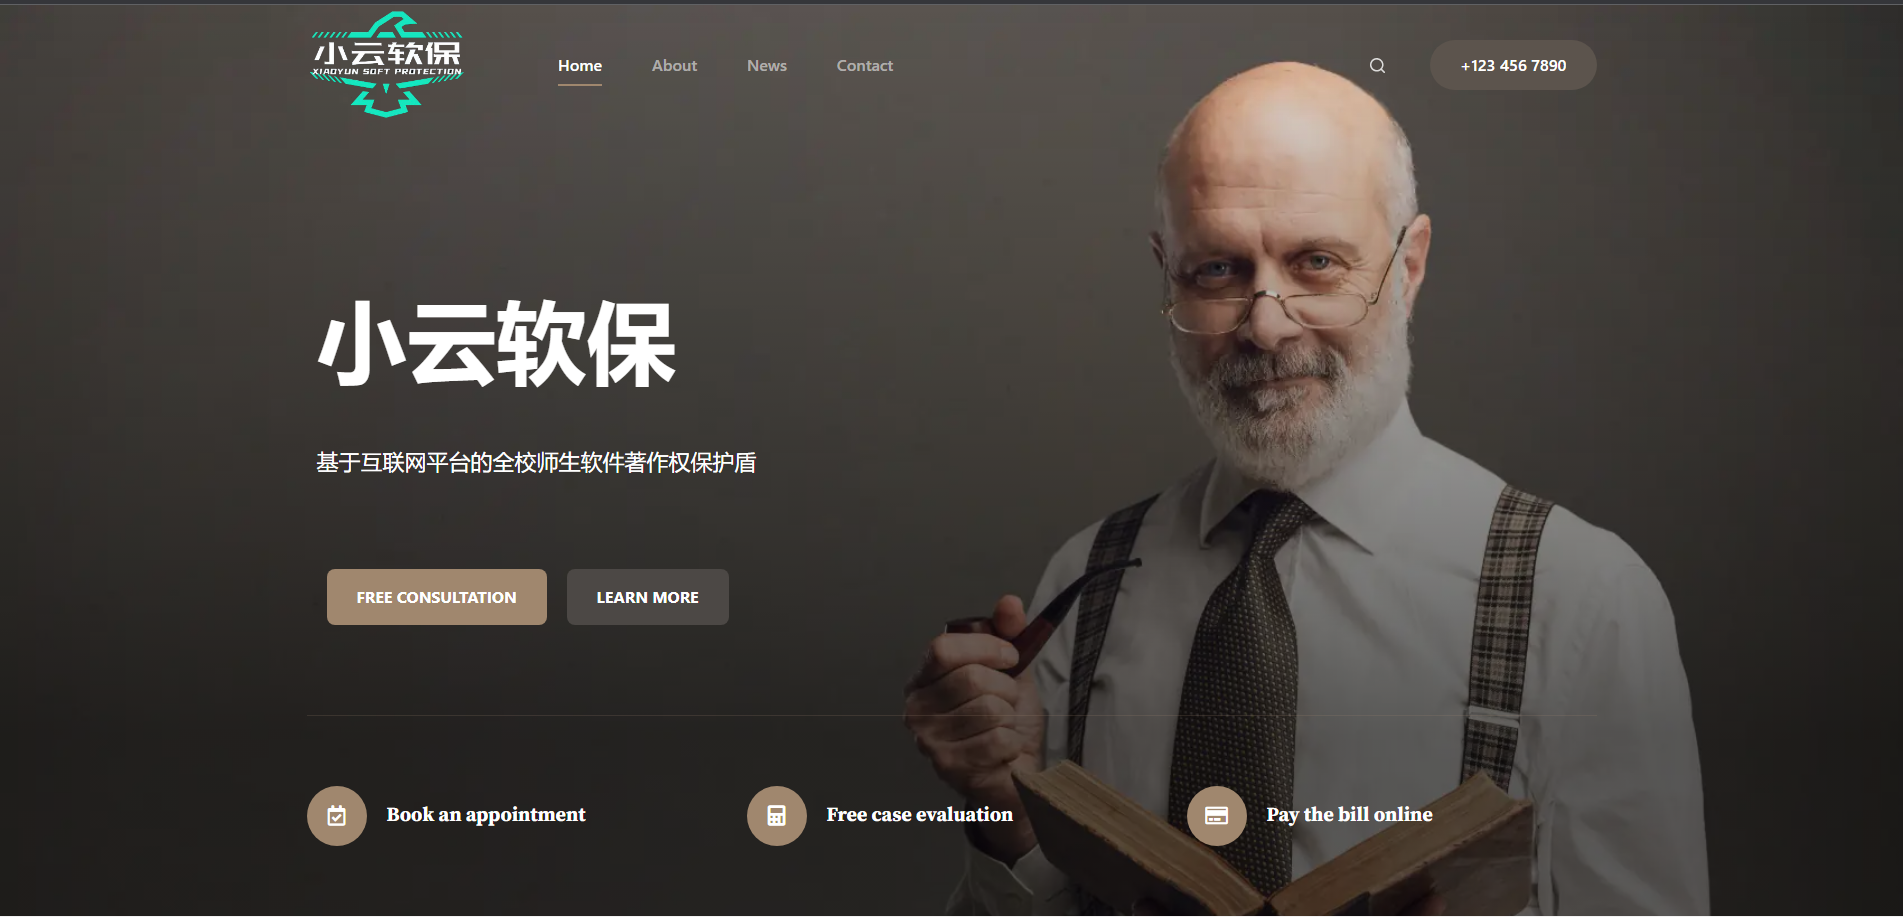 小云软保
XIAOYUN SOFT PROTECTION
Home
About
News
Contact
+123 456 7890
小云软保
基于互联网平台的全校师生软件著作权保护盾
FREE CONSULTATION
LEARN MORE
Book an appointment
Free case evaluation
Pay the bill online